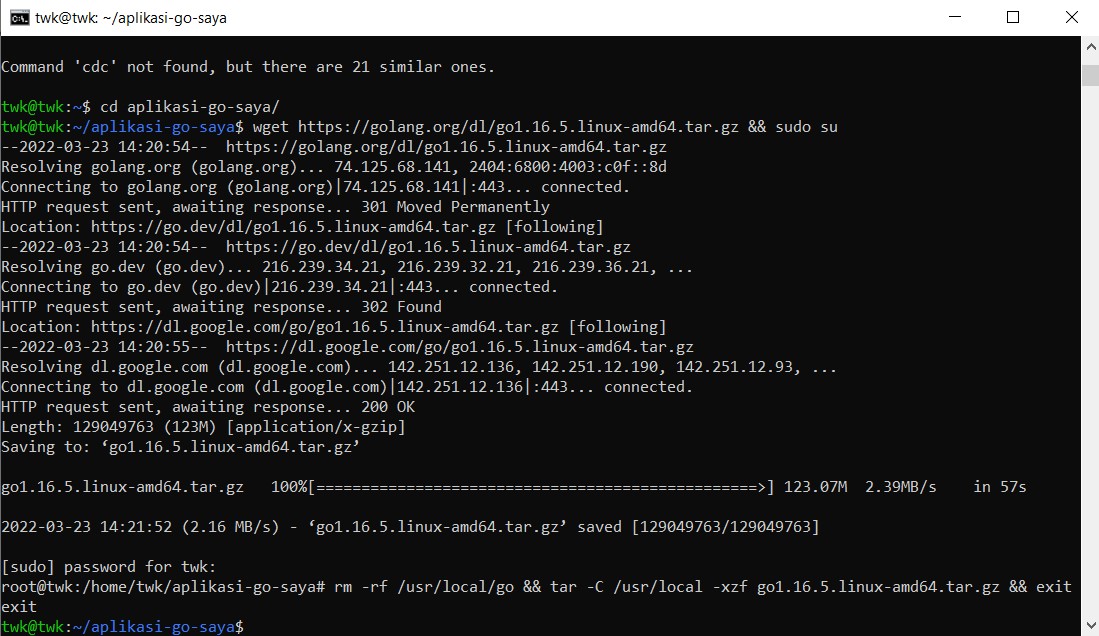 twk@twk: ~/aplikasi-go-saya
Command 'cdc' not found, but there are 21 similar ones.
twk@twk:~$ cd aplikasi-go-saya/
twk@twk:~/aplikasi-go-saya$ wget https://golang.org/dl/go1.16.5.linux-amd64.tar.gz && sudo su
--2022-03-23 14:20:54--  https://golang.org/dl/go1.16.5.linux-amd64.tar.gz
Resolving golang.org (golang.org)... 74.125.68.141, 2404:6800:4003:c0f::8d
Connecting to golang.org (golang.org)|74.125.68.141|:443... connected.
HTTP request sent, awaiting response... 301 Moved Permanently
Location: https://go.dev/dl/go1.16.5.linux-amd64.tar.gz [following]
--2022-03-23 14:20:54--  https://go.dev/dl/go1.16.5.linux-amd64.tar.gz
Resolving go.dev (go.dev)... 216.239.34.21, 216.239.32.21, 216.239.36.21, ...
Connecting to go.dev (go.dev)|216.239.34.21|:443... connected.
HTTP request sent, awaiting response... 302 Found
Location: https://dl.google.com/go/go1.16.5.linux-amd64.tar.gz [following]
--2022-03-23 14:20:55--  https://dl.google.com/go/go1.16.5.linux-amd64.tar.gz
Resolving dl.google.com (dl.google.com)... 142.251.12.136, 142.251.12.190, 142.251.12.93, ...
Connecting to dl.google.com (dl.google.com)|142.251.12.136|:443... connected.
HTTP request sent, awaiting response... 200 OK
Length: 129049763 (123M) [application/x-gzip]
Saving to: ‘go1.16.5.linux-amd64.tar.gz’
go1.16.5.linux-amd64.tar.gz   100%[=================================================>] 123.07M  2.39MB/s    in 57s
2022-03-23 14:21:52 (2.16 MB/s) - ‘go1.16.5.linux-amd64.tar.gz’ saved [129049763/129049763]
[sudo] password for twk:
root@twk:/home/twk/aplikasi-go-saya# rm -rf /usr/local/go && tar -C /usr/local -xzf go1.16.5.linux-amd64.tar.gz && exit
exit
twk@twk:~/aplikasi-go-saya$